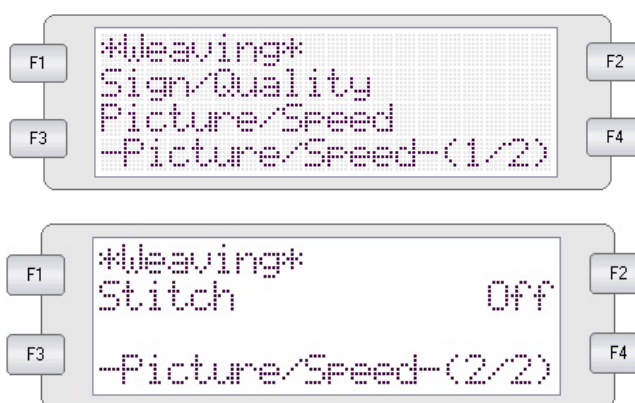 F1
F2
*Weaving*
Sign/Quality
Picture/Speed
-Picture/Speed-(1/2)
F3
F4
F1
F2
*Weaving*
Stitch Off
-Picture/Speed-(2/2)
F3
F4